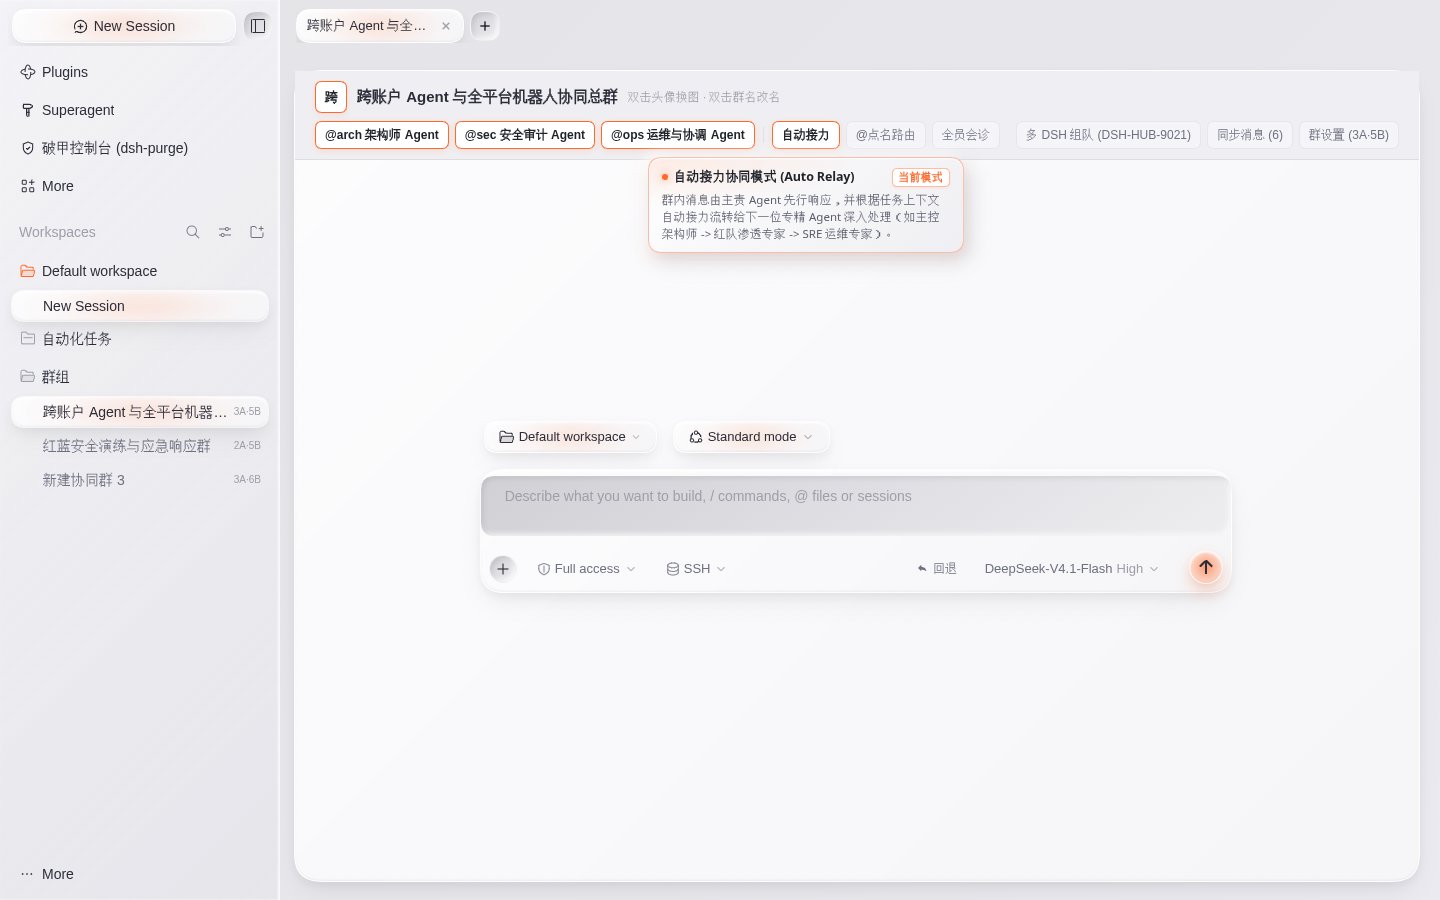 New Session
Plugins
Superagent
破甲控制台 (dsh-purge)
More
Workspaces
Default workspace
New Session
自动化任务
群组
跨账户 Agent 与全平台机器… 3A·5B
红蓝安全演练与应急响应群 2A·5B
新建协同群 3 3A·6B
More
跨账户 Agent 与全…
跨 跨账户 Agent 与全平台机器人协同总群 双击头像换图 · 双击群名改名
@arch 架构师 Agent @sec 安全审计 Agent @ops 运维与协调 Agent 自动接力 @点名路由 全员会诊 多 DSH 组队 (DSH-HUB-9021) 同步消息 (6) 群设置 (3A·5B)
自动接力协同模式 (Auto Relay) 当前模式
群内消息由主责 Agent 先行响应，并根据任务上下文
自动接力流转给下一位专精 Agent 深入处理（如主控
架构师 -> 红队渗透专家 -> SRE 运维专家）。
Default workspace Standard mode
Describe what you want to build, / commands, @ files or sessions
Full access SSH 回退 DeepSeek-V4.1-Flash High